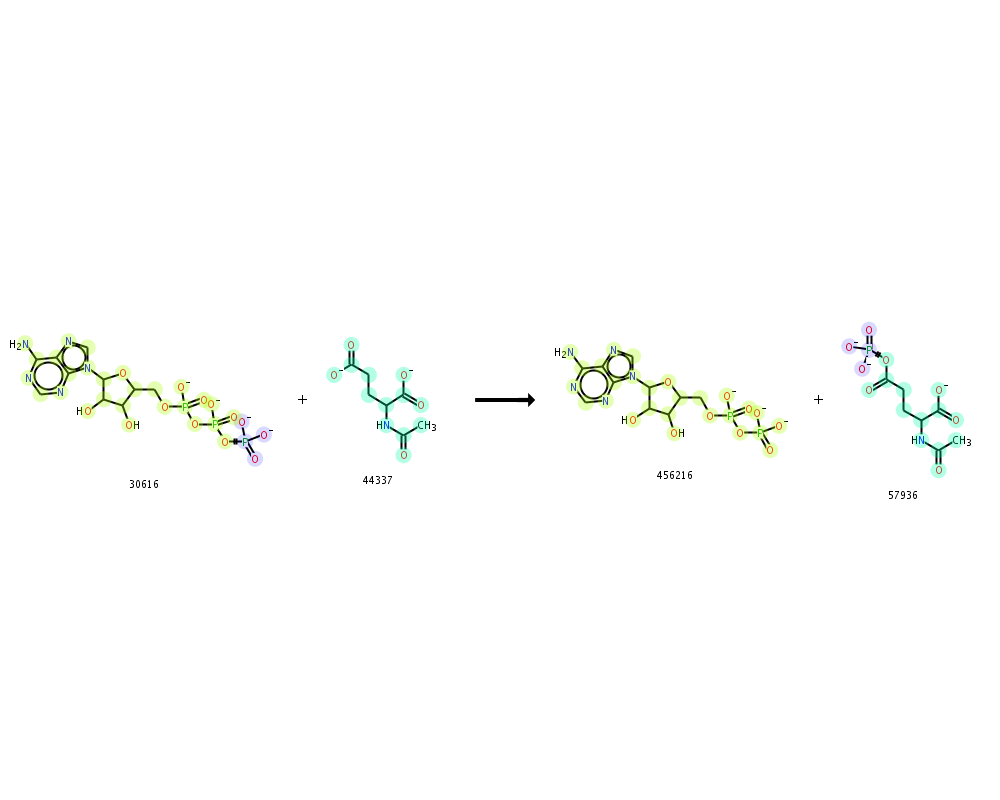 H2N N N N N O HO OH O O- P O O- O P O O- O P O- O
30616
+
O O- O- O HN CH3 O
44337
H2N N N N N O HO OH O O- P O O- O P O- O
456216
+
O O- P O- O O O- O HN CH3 O
57936